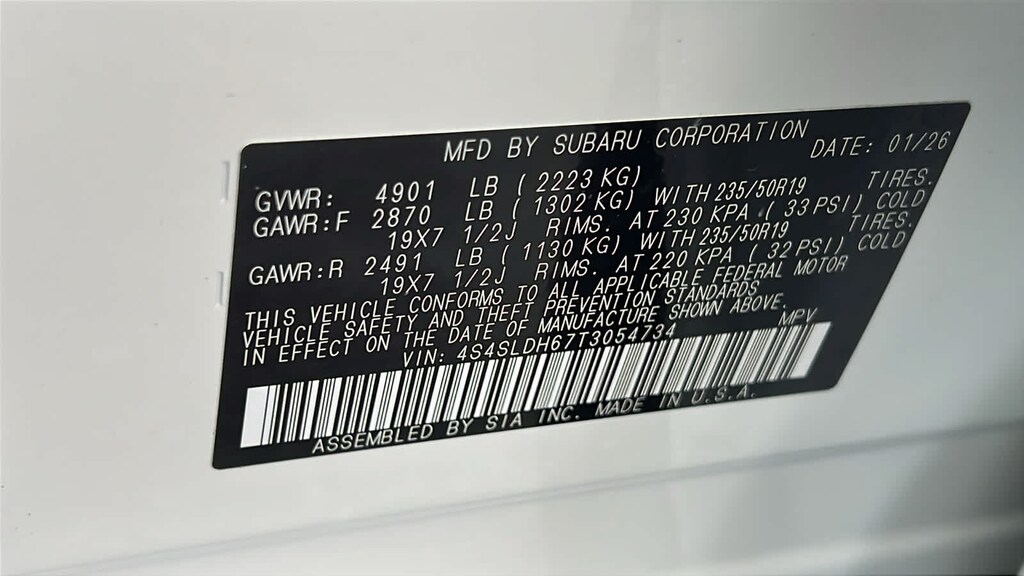 MFD BY SUBARU CORPORATION DATE: 01/26
GVWR: 4901 LB ( 2223 KG)
GAWR:F 2870 LB ( 1302 KG) WITH 235/50R19 TIRES.
19X7 1/2J RIMS. AT 230 KPA ( 33 PSI) COLD
GAWR:R 2491 LB ( 1130 KG) WITH 235/50R19 TIRES.
19X7 1/2J RIMS. AT 220 KPA ( 32 PSI) COLD
THIS VEHICLE CONFORMS TO ALL APPLICABLE FEDERAL MOTOR
VEHICLE SAFETY AND THEFT PREVENTION STANDARDS
IN EFFECT ON THE DATE OF MANUFACTURE SHOWN ABOVE.
VIN: 4S4SLDH67T3054734 MPV
ASSEMBLED BY SIA INC. MADE IN U.S.A.